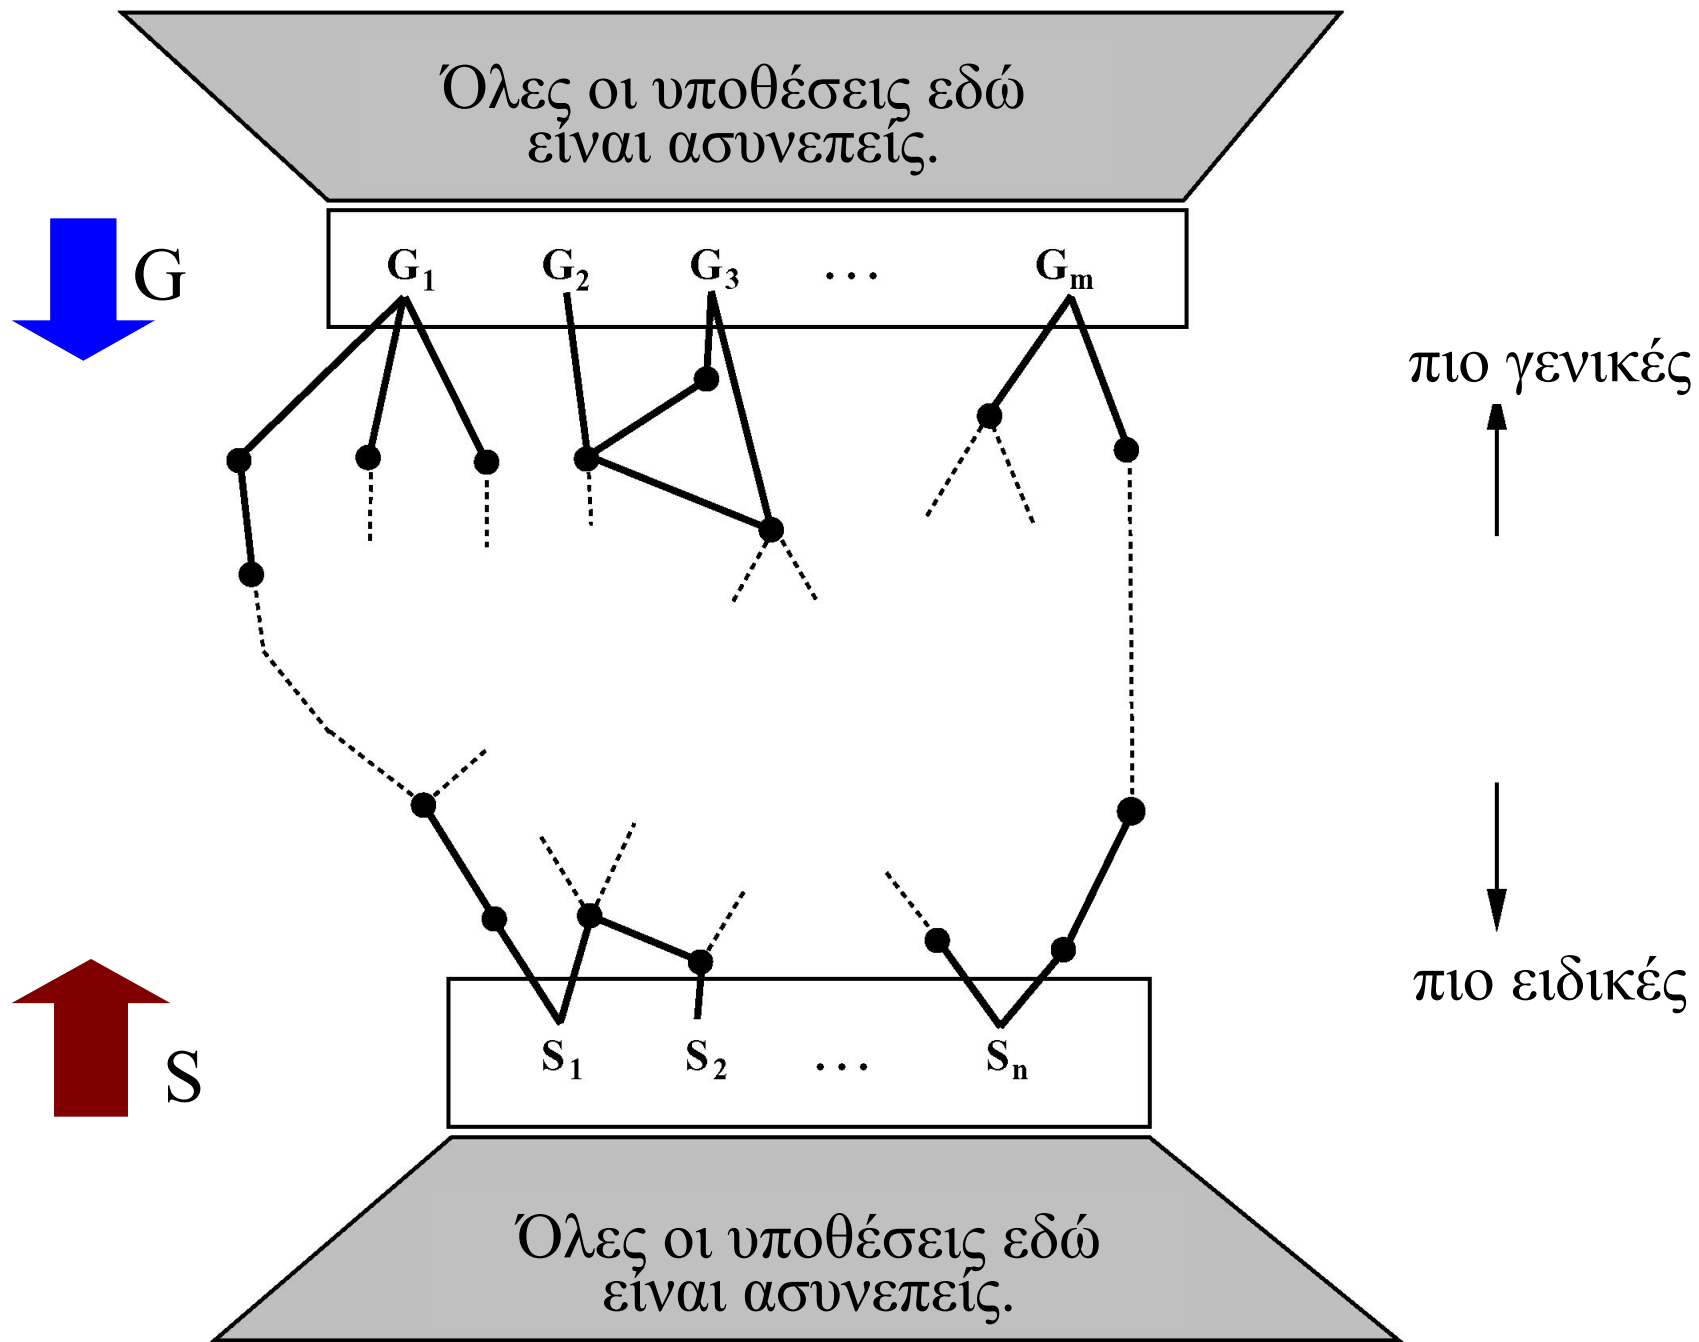 Όλες οι υποθέσεις εδώ
είναι ασυνεπείς.
G
G1 G2 G3 ... Gm
πιο γενικές
πιο ειδικές
S
S1 S2 ... Sn
Όλες οι υποθέσεις εδώ
είναι ασυνεπείς.